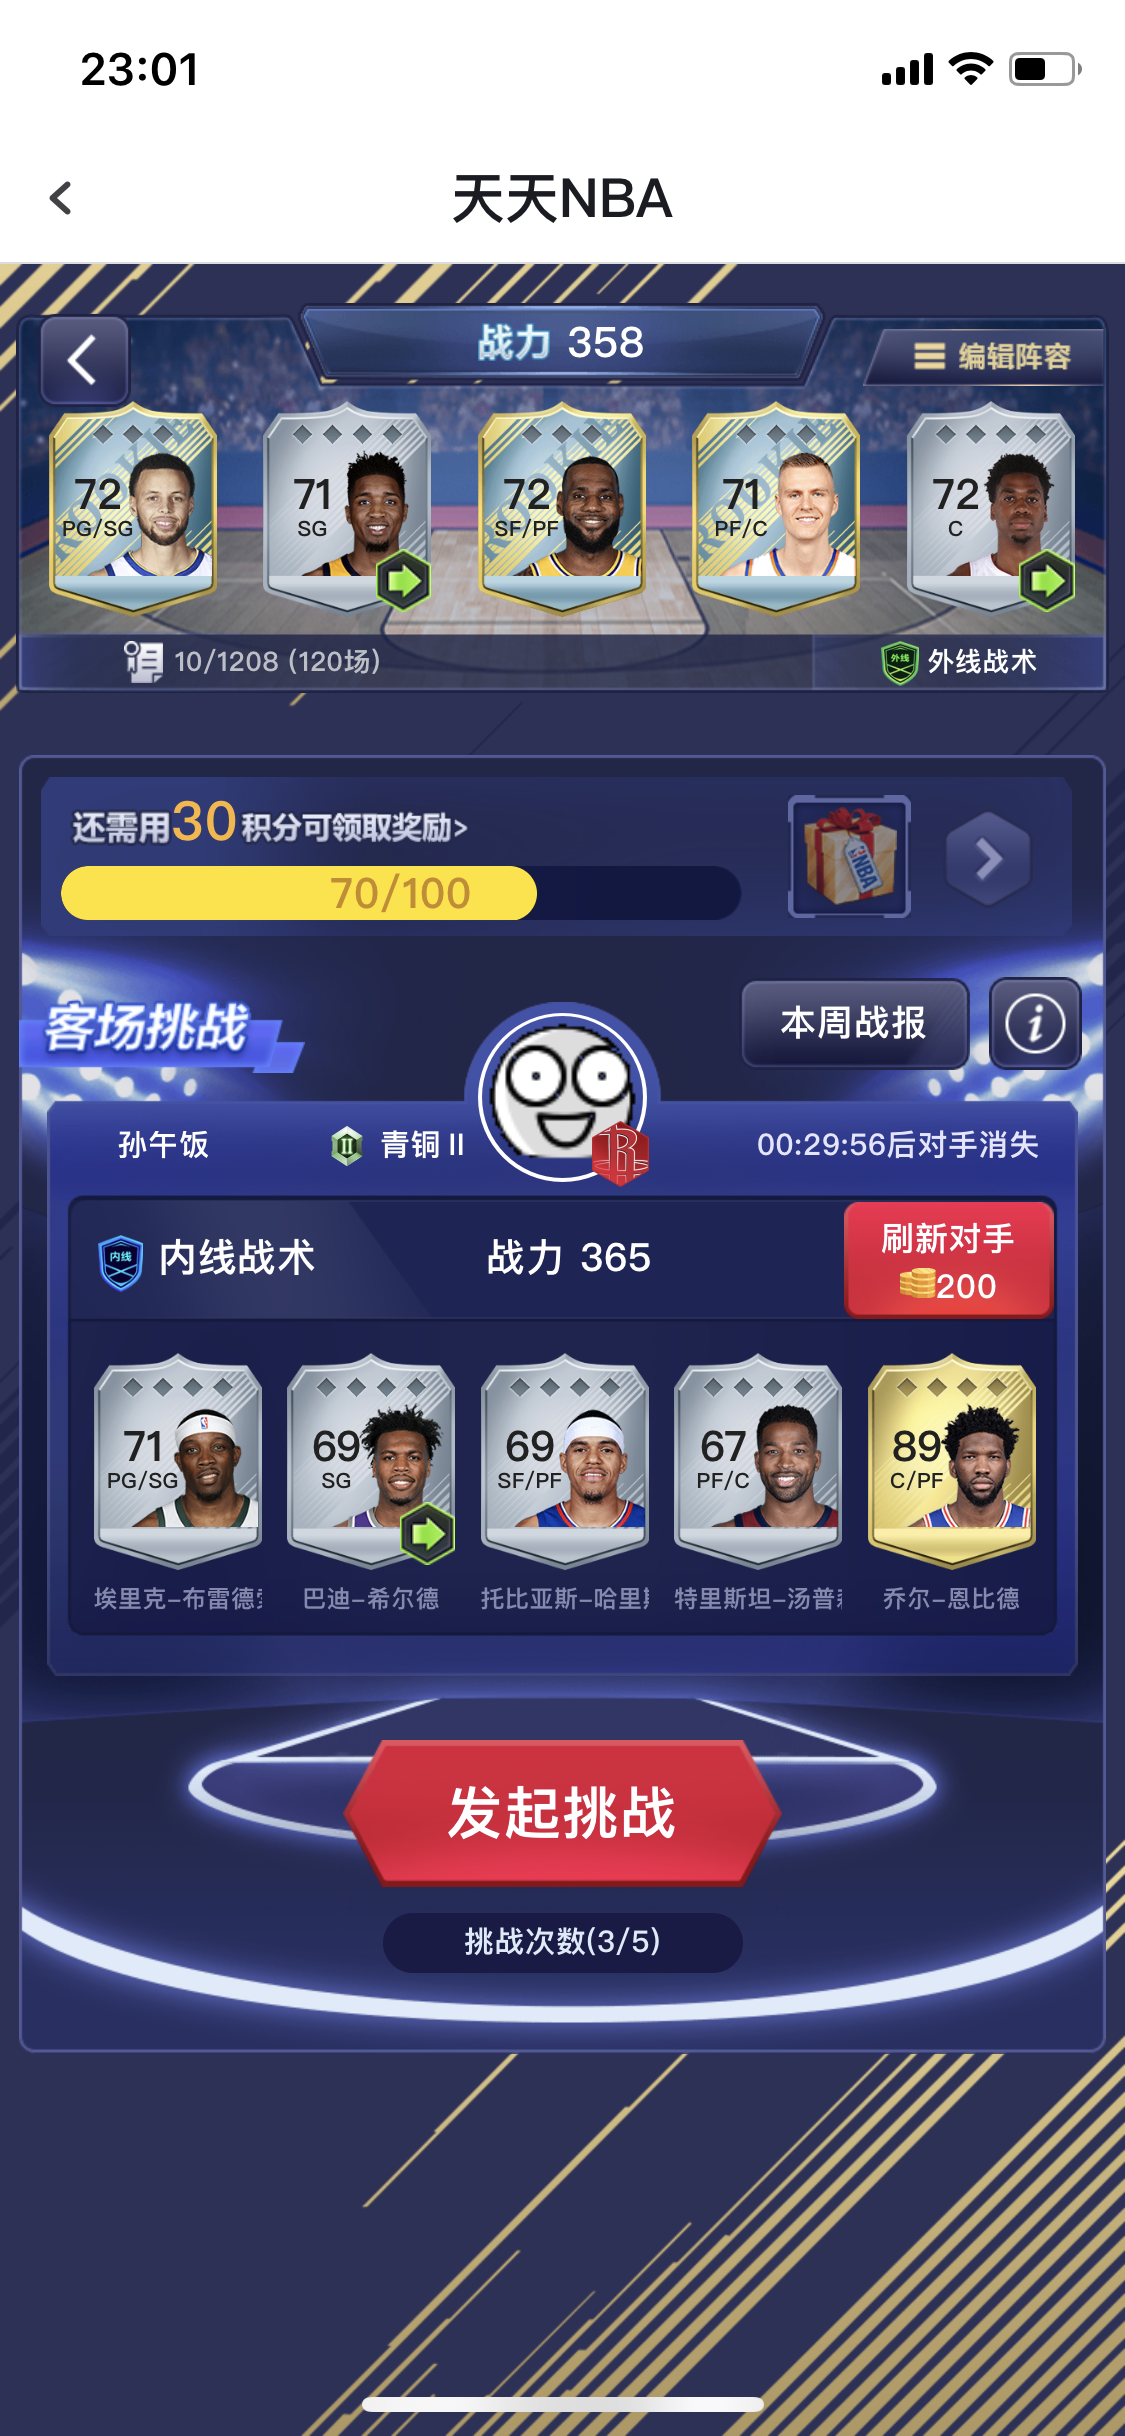 23:01
天天NBA
战力 358
编辑阵容
72
PG/SG
71
SG
72
SF/PF
71
PF/C
72
C
10/1208 (120场)
外线
外线战术
还需用30积分可领取奖励>
70/100
NBA
客场挑战
本周战报
i
孙午饭
II
青铜 II
R
00:29:56后对手消失
内线
内线战术
战力 365
刷新对手
200
71
PG/SG
69
SG
69
SF/PF
67
PF/C
89
C/PF
埃里克-布雷德
巴迪-希尔德
托比亚斯-哈里
特里斯坦-汤普
乔尔-恩比德
发起挑战
挑战次数(3/5)